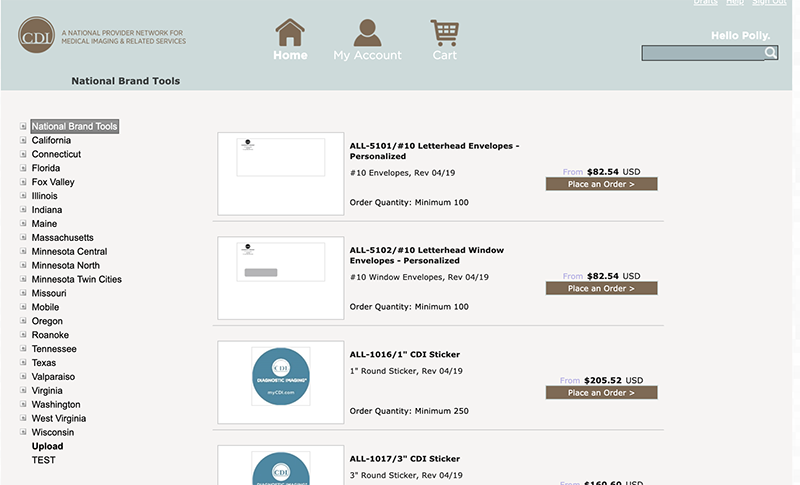 Drafts Help Sign Out
CDI
A NATIONAL PROVIDER NETWORK FOR
MEDICAL IMAGING & RELATED SERVICES
Home
My Account
Cart
Hello Polly.
National Brand Tools
National Brand Tools
California
Connecticut
Florida
Fox Valley
Illinois
Indiana
Maine
Massachusetts
Minnesota Central
Minnesota North
Minnesota Twin Cities
Missouri
Mobile
Oregon
Roanoke
Tennessee
Texas
Valparaiso
Virginia
Washington
West Virginia
Wisconsin
Upload
TEST
ALL-5101/#10 Letterhead Envelopes -
Personalized
#10 Envelopes, Rev 04/19
Order Quantity: Minimum 100
From $82.54 USD
Place an Order >
ALL-5102/#10 Letterhead Window
Envelopes - Personalized
#10 Window Envelopes, Rev 04/19
Order Quantity: Minimum 100
From $82.54 USD
Place an Order >
CDI
DIAGNOSTIC IMAGING
myCDI.com
ALL-1016/1" CDI Sticker
1" Round Sticker, Rev 04/19
Order Quantity: Minimum 250
From $205.52 USD
Place an Order >
CDI
ALL-1017/3" CDI Sticker
3" Round Sticker, Rev 04/19
From $160.60 USD